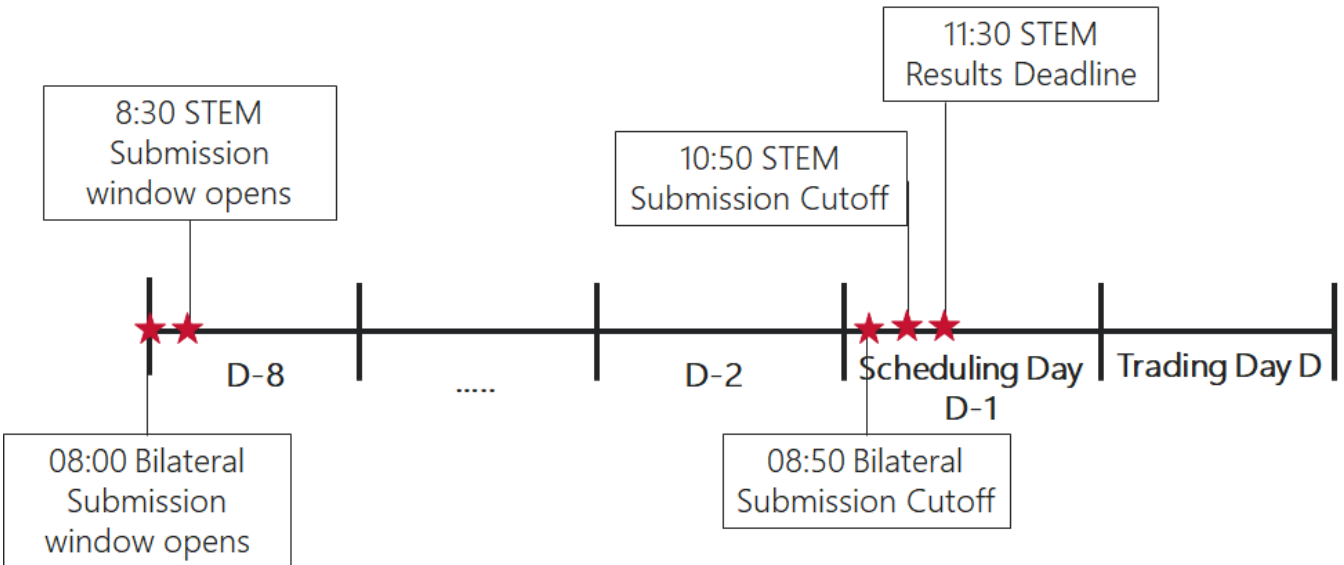 11:30 STEM
Results Deadline
8:30 STEM
Submission
window opens
10:50 STEM
Submission Cutoff
D-8
.....
D-2
Scheduling Day
D-1
Trading Day D
08:00 Bilateral
Submission
window opens
08:50 Bilateral
Submission Cutoff